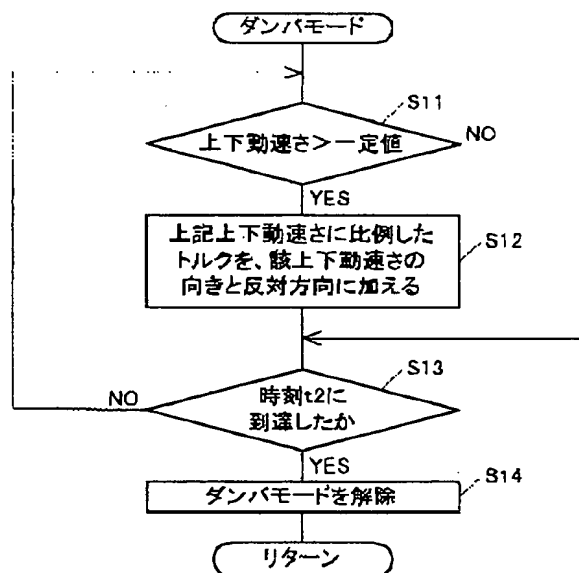 ダンパモード
S11
上下動速さ>一定値
NO
YES
上記上下動速さに比例した
トルクを、該上下動速さの
向きと反対方向に加える
S12
S13
NO
時刻t2に
到達したか
YES
S14
ダンパモードを解除
リターン